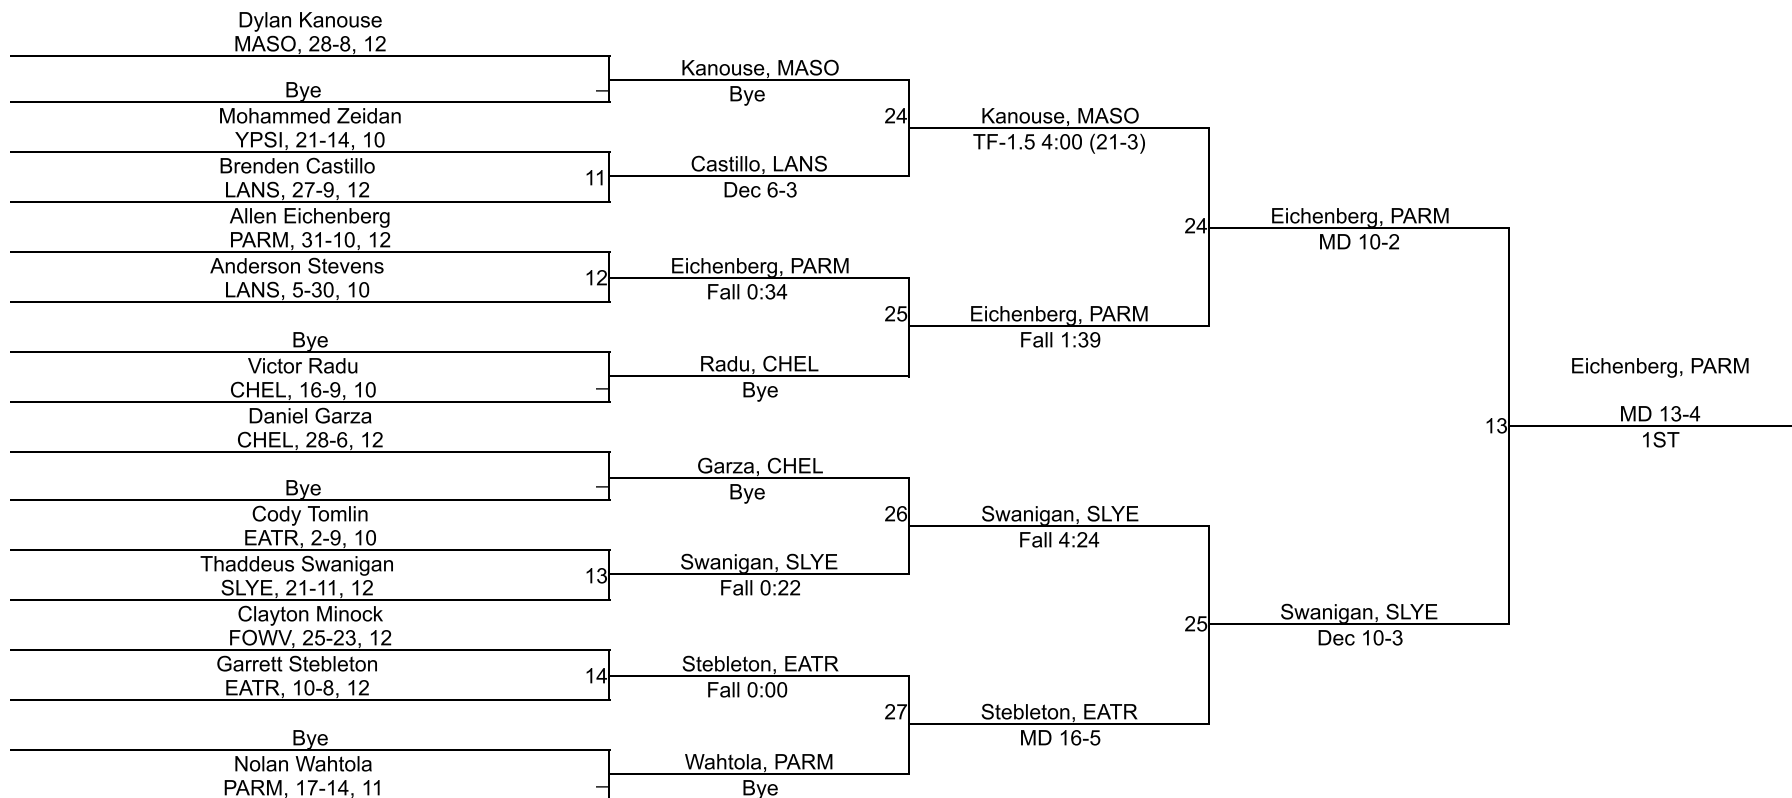 Dylan Kanouse
MASO, 28-8, 12
Bye
Mohammed Zeidan
YPSI, 21-14, 10
Brenden Castillo
LANS, 27-9, 12
11
Allen Eichenberg
PARM, 31-10, 12
Anderson Stevens
LANS, 5-30, 10
12
Bye
Victor Radu
CHEL, 16-9, 10
Daniel Garza
CHEL, 28-6, 12
Bye
Cody Tomlin
EATR, 2-9, 10
Thaddeus Swanigan
SLYE, 21-11, 12
13
Clayton Minock
FOWV, 25-23, 12
Garrett Stebleton
EATR, 10-8, 12
14
Bye
Nolan Wahtola
PARM, 17-14, 11
Kanouse, MASO
Bye
24
Castillo, LANS
Dec 6-3
Eichenberg, PARM
Fall 0:34
25
Radu, CHEL
Bye
Garza, CHEL
Bye
26
Swanigan, SLYE
Fall 0:22
Stebleton, EATR
Fall 0:00
27
Wahtola, PARM
Bye
Kanouse, MASO
TF-1.5 4:00 (21-3)
24
Eichenberg, PARM
Fall 1:39
Swanigan, SLYE
Fall 4:24
25
Stebleton, EATR
MD 16-5
Eichenberg, PARM
MD 10-2
13
Swanigan, SLYE
Dec 10-3
Eichenberg, PARM
MD 13-4
1ST